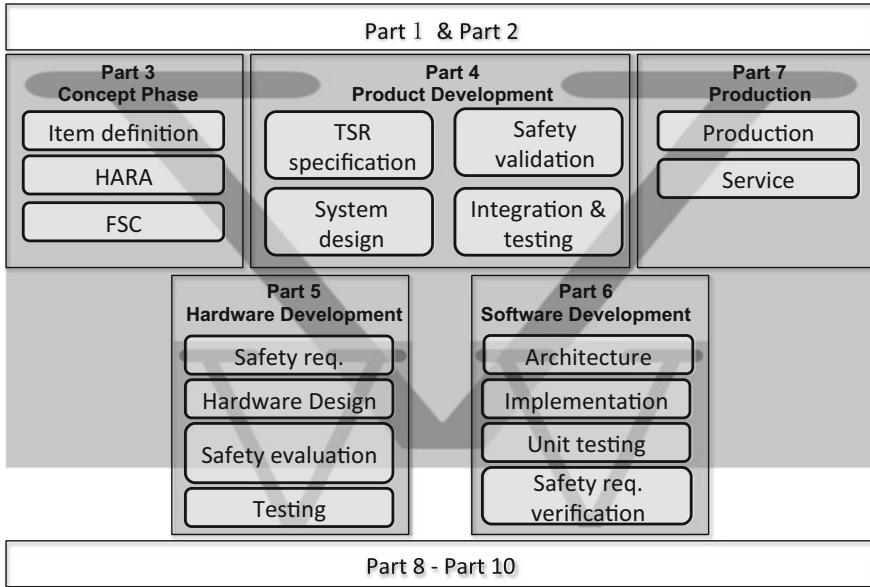 Part 1 & Part 2
Part 3
Concept Phase
Item definition
HARA
FSC
Part 4
Product Development
TSR
specification
Safety
validation
System
design
Integration &
testing
Part 7
Production
Production
Service
Part 5
Hardware Development
Safety req.
Hardware Design
Safety evaluation
Testing
Part 6
Software Development
Architecture
Implementation
Unit testing
Safety req.
verification
Part 8 - Part 10